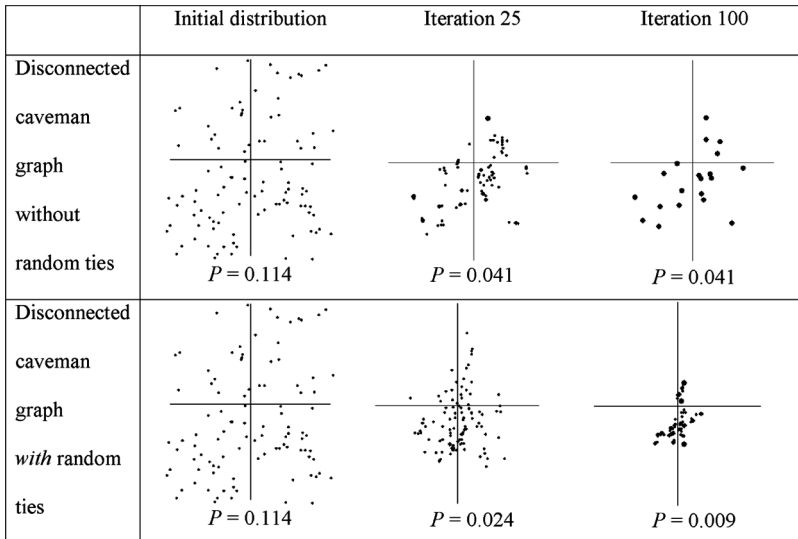 Initial distribution Iteration 25 Iteration 100
Disconnected
caveman
graph
without
random ties
P = 0.114 P = 0.041 P = 0.041
Disconnected
caveman
graph
with random
ties
P = 0.114 P = 0.024 P = 0.009